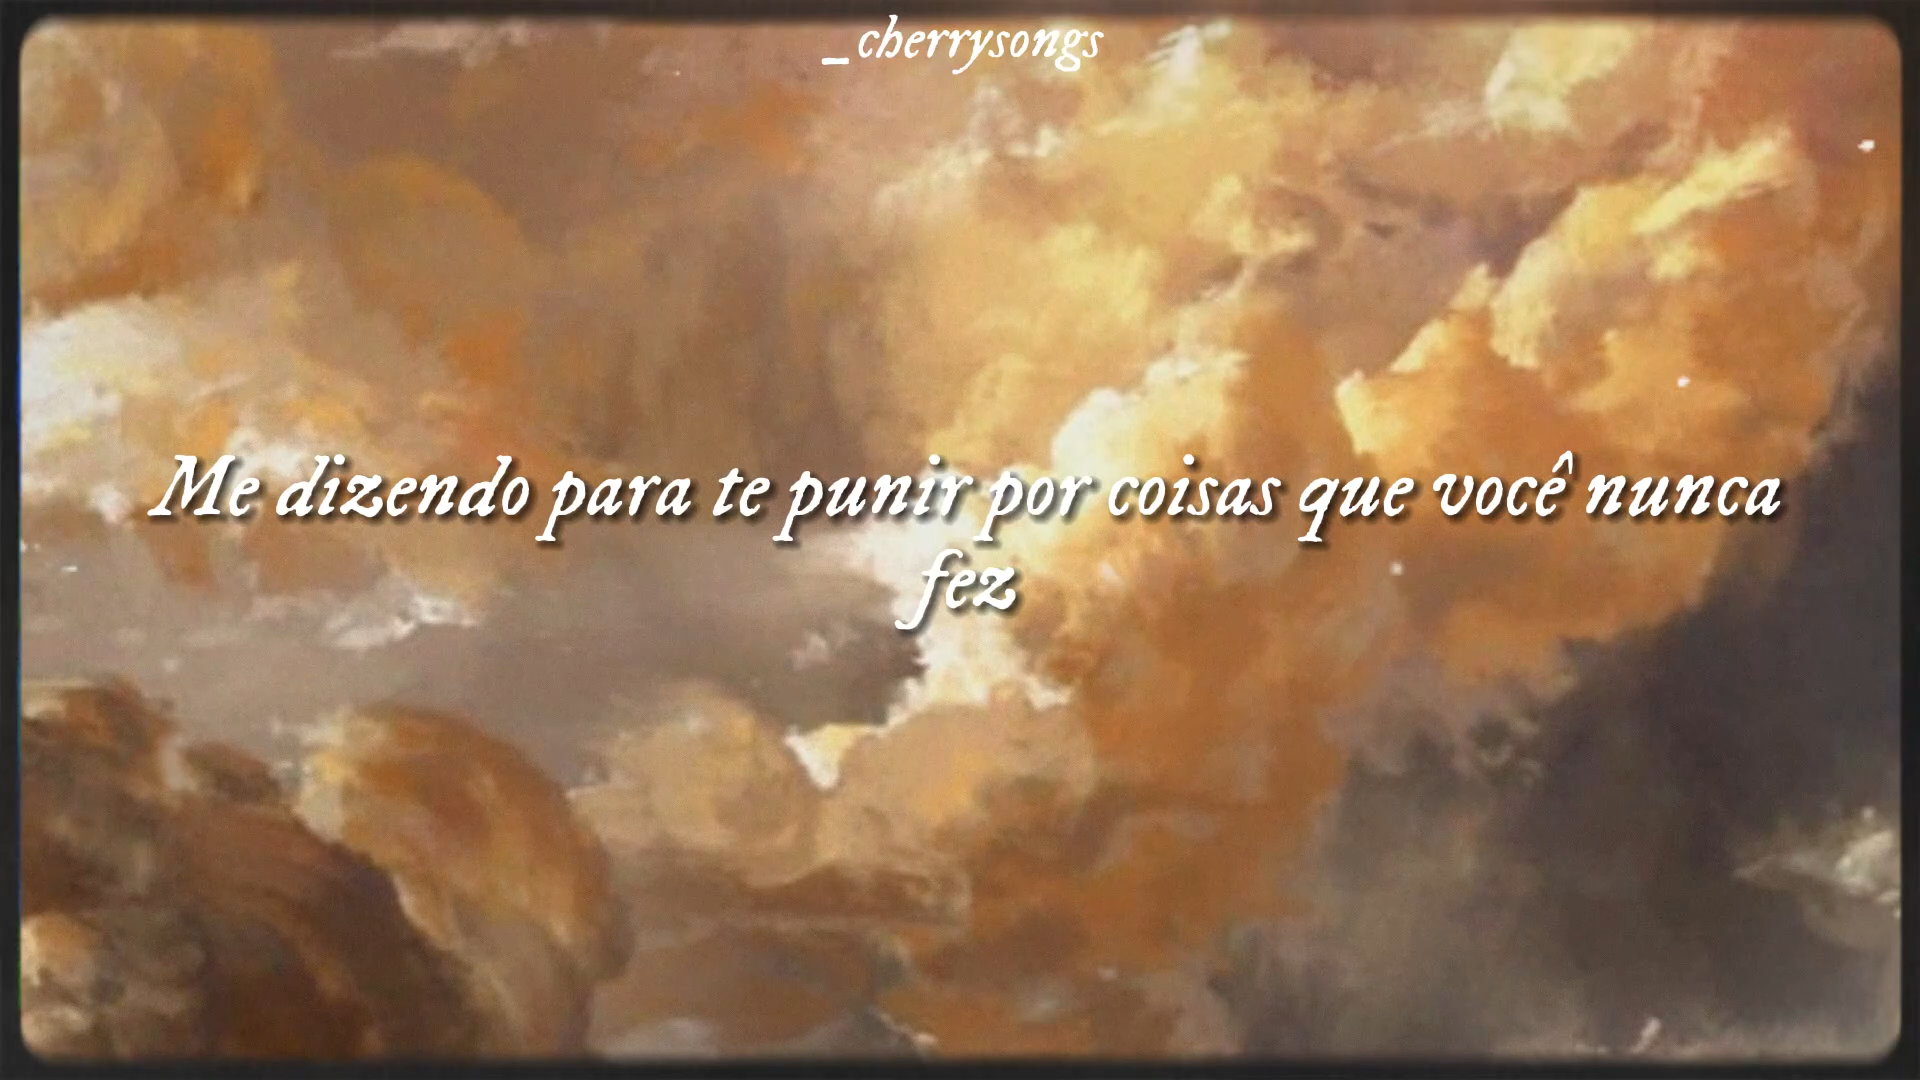 _cherrysongs
Me dizendo para te punir por coisas que você nunca
fez